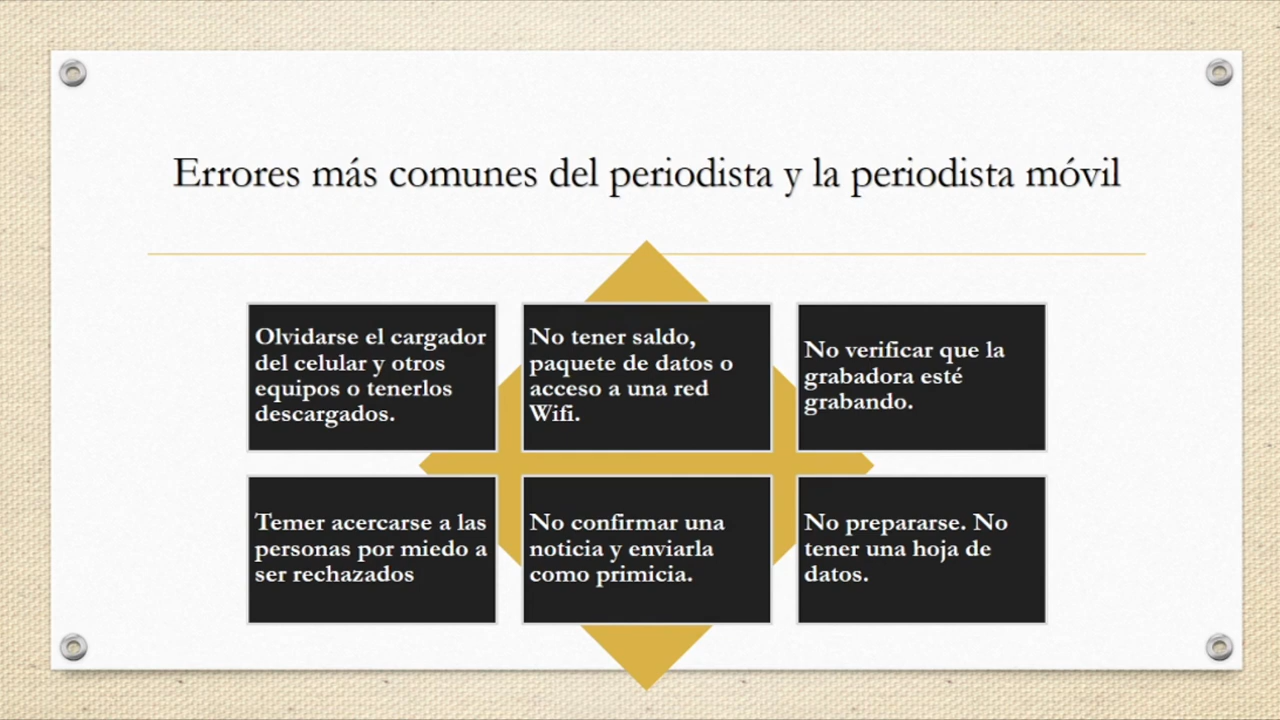 Errores más comunes del periodista y la periodista móvil
Olvidarse el cargador
del celular y otros
equipos o tenerlos
descargados.
No tener saldo,
paquete de datos o
acceso a una red
Wifi.
No verificar que la
grabadora esté
grabando.
Temer acercarse a las
personas por miedo a
ser rechazados
No confirmar una
noticia y enviarla
como primicia.
No prepararse. No
tener una hoja de
datos.